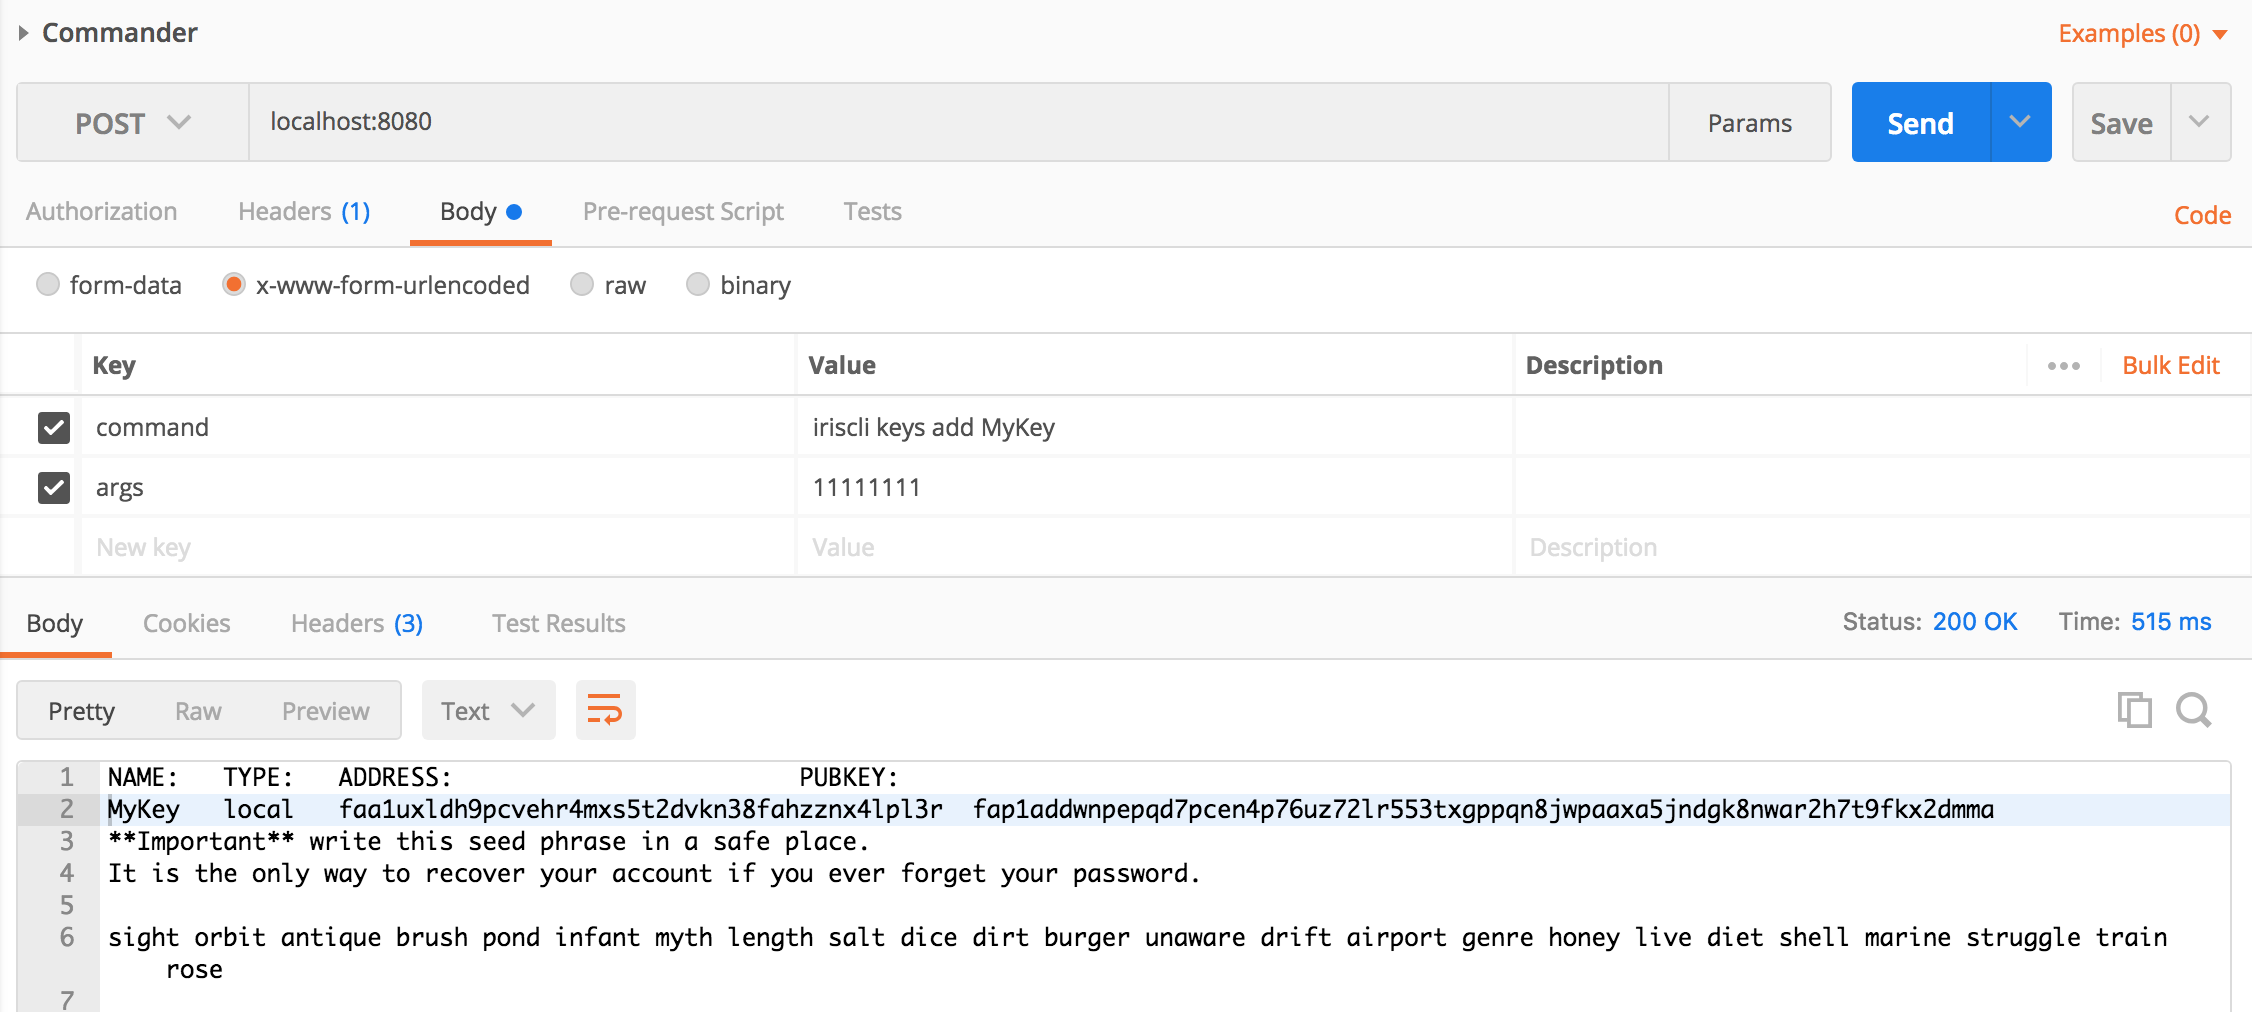 Commander
Examples (0)
POST
localhost:8080
Params
Send
Save
Authorization
Headers (1)
Body
Pre-request Script
Tests
Code
form-data
x-www-form-urlencoded
raw
binary
Key
Value
Description
Bulk Edit
command
iriscli keys add MyKey
args
11111111
New key
Value
Description
Body
Cookies
Headers (3)
Test Results
Status: 200 OK
Time: 515 ms
Pretty
Raw
Preview
Text
1 NAME: TYPE: ADDRESS: PUBKEY:
2 MyKey local faa1uxldh9pcvehr4mxs5t2dvkn38fahzznx4lpl3r fap1addwnpepqd7pcen4p76uz72lr553txgppqn8jwpaaxa5jndgk8nwar2h7t9fkx2dmma
3 **Important** write this seed phrase in a safe place.
4 It is the only way to recover your account if you ever forget your password.
5
6 sight orbit antique brush pond infant myth length salt dice dirt burger unaware drift airport genre honey live diet shell marine struggle train
rose
7